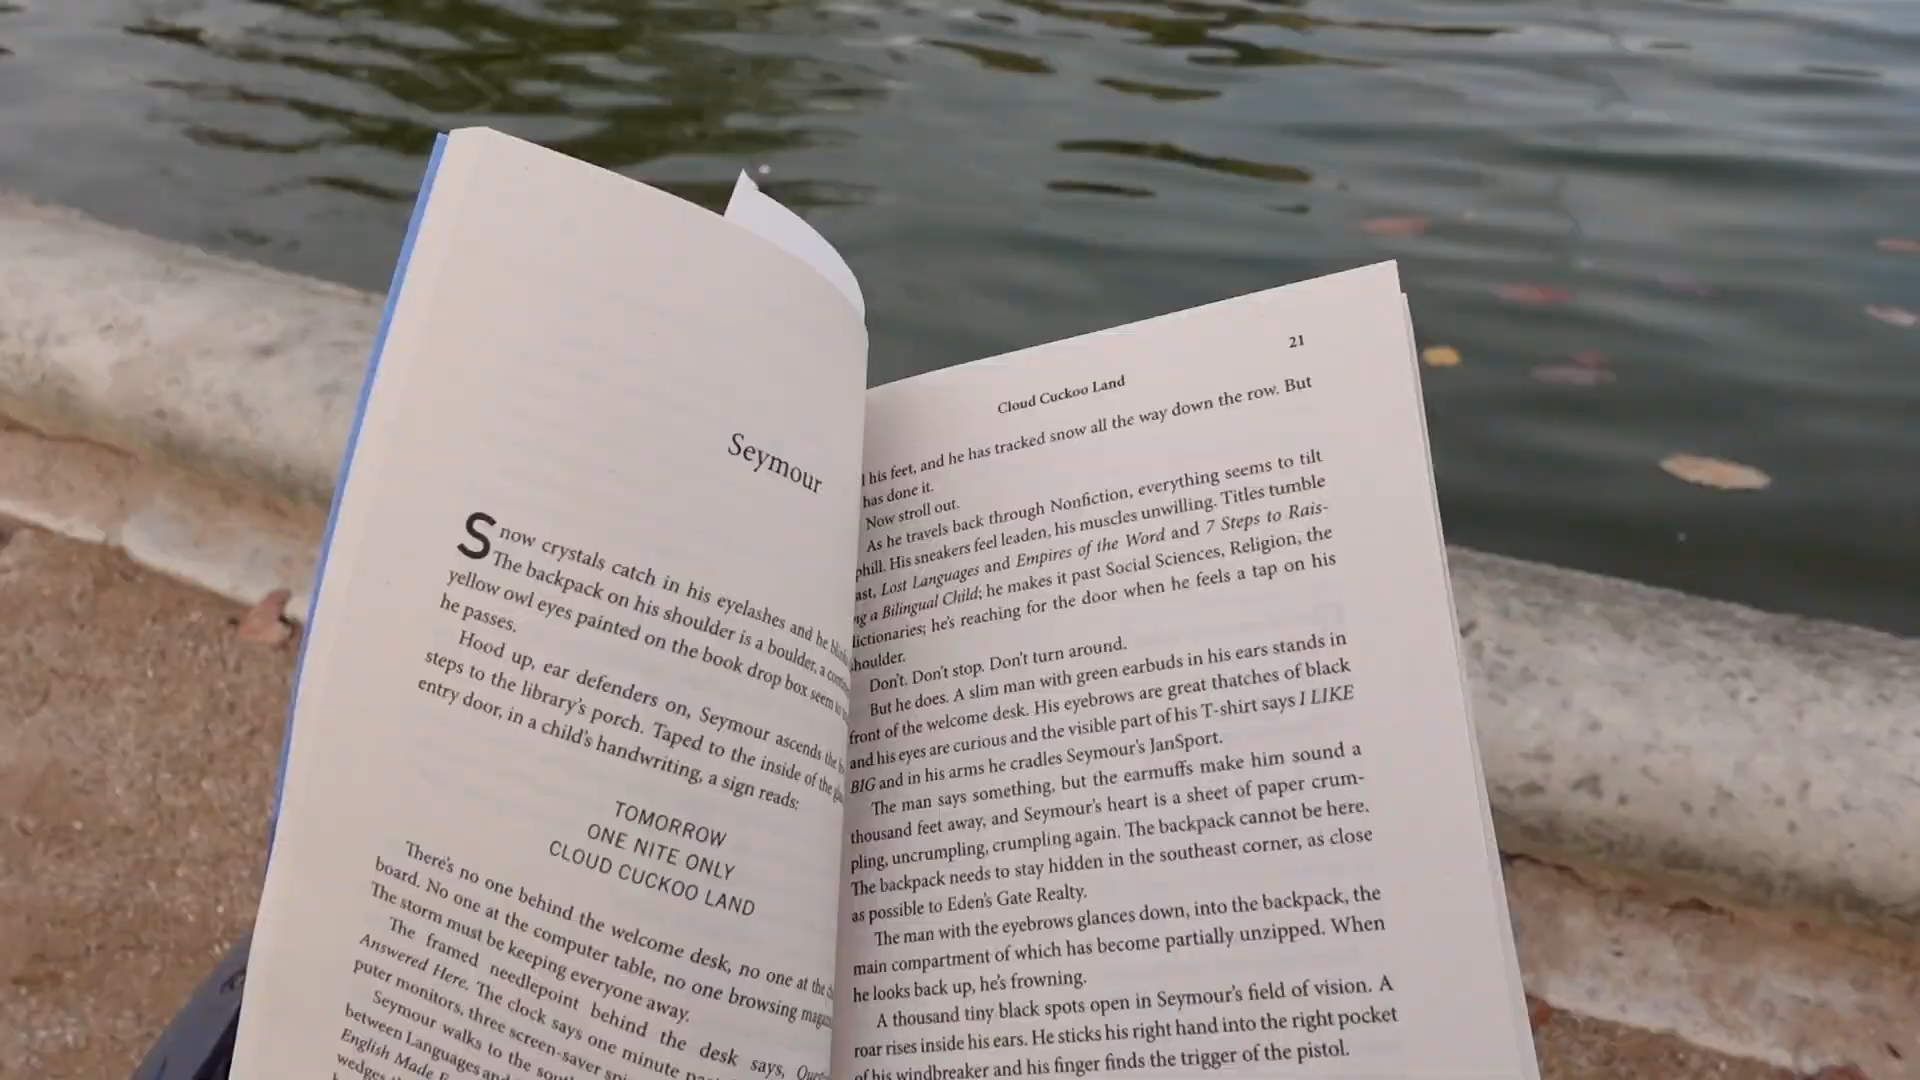 Seymour
Snow crystals catch in his eyelashes and he
The backpack on his shoulder is a boulder, a
yellow owl eyes painted on the book drop box seem
he passes.
Hood up, ear defenders on, Seymour ascends the
steps to the library's porch. Taped to the inside of the
entry door, in a child's handwriting, a sign reads:
TOMORROW
ONE NITE ONLY
CLOUD CUCKOO LAND
There's no one behind the welcome desk, no one at the
board. No one at the computer table, no one browsing
The storm must be keeping everyone away.
The framed needlepoint behind the desk says,
Answered Here. The clock says one minute
puter monitors, three screen-saver
Seymour walks to the
between Languages and
English Made
wedges
21
Cloud Cuckoo Land
his feet, and he has tracked snow all the way down the row. But
has done it.
Now stroll out.
As he travels back through Nonfiction, everything seems to tilt
phill. His sneakers feel leaden, his muscles unwilling. Titles tumble
ast, Lost Languages and Empires of the Word and 7 Steps to Rais-
ng a Bilingual Child; he makes it past Social Sciences, Religion, the
ictionaries; he's reaching for the door when he feels a tap on his
houlder.
Don't. Don't stop. Don't turn around.
But he does. A slim man with green earbuds in his ears stands in
front of the welcome desk. His eyebrows are great thatches of black
and his eyes are curious and the visible part of his T-shirt says I LIKE
BIG and in his arms he cradles Seymour's JanSport.
The man says something, but the earmuffs make him sound a
thousand feet away, and Seymour's heart is a sheet of paper crum-
pling, uncrumpling, crumpling again. The backpack cannot be here.
The backpack needs to stay hidden in the southeast corner, as close
as possible to Eden's Gate Realty.
The man with the eyebrows glances down, into the backpack, the
main compartment of which has become partially unzipped. When
he looks back up, he's frowning.
A thousand tiny black spots open in Seymour's field of vision. A
roar rises inside his ears. He sticks his right hand into the right pocket
of his windbreaker and his finger finds the trigger of the pistol.